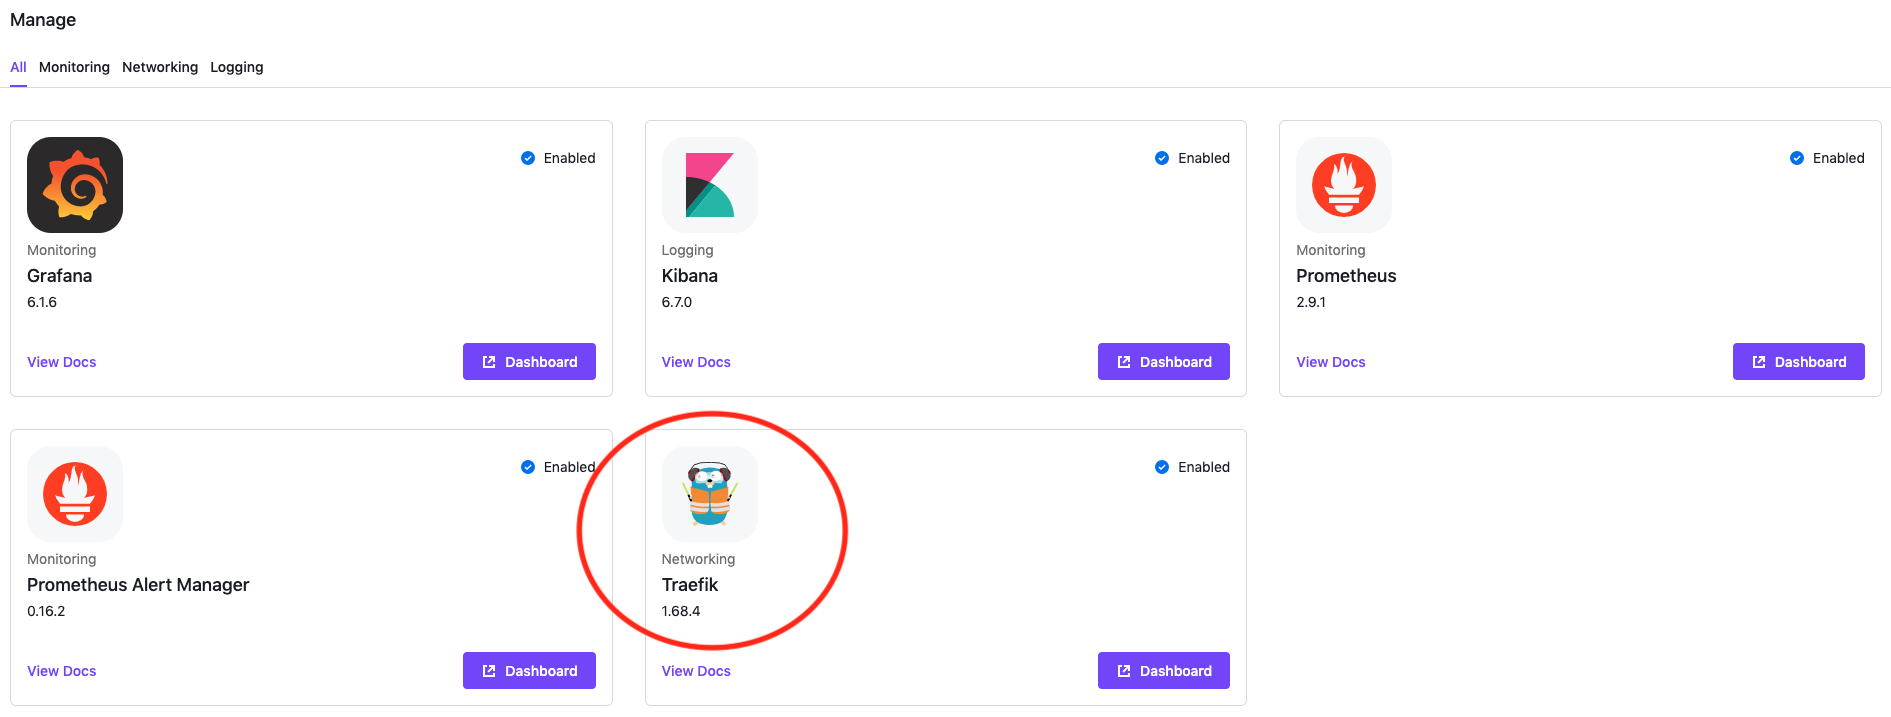 Manage
All Monitoring Networking Logging
Enabled
Monitoring
Grafana
6.1.6
View Docs Dashboard
Enabled
Logging
Kibana
6.7.0
View Docs Dashboard
Enabled
Monitoring
Prometheus
2.9.1
View Docs Dashboard
Enabled
Monitoring
Prometheus Alert Manager
0.16.2
View Docs Dashboard
Enabled
Networking
Traefik
1.68.4
View Docs Dashboard